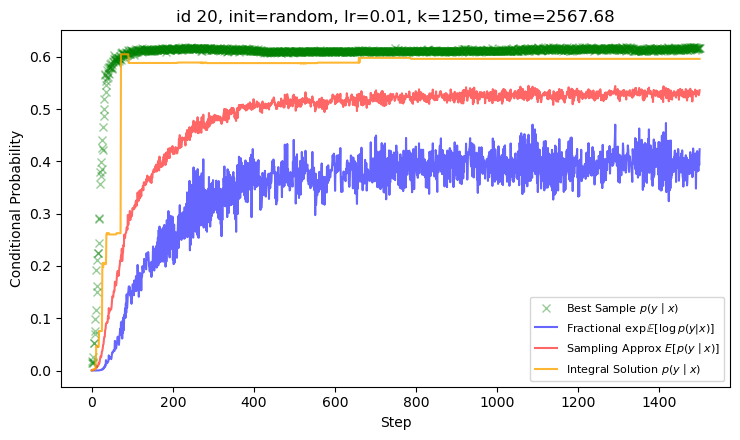 id 20, init=random, lr=0.01, k=1250, time=2567.68
Conditional Probability
0.6
0.5
0.4
0.3
0.2
0.1
0.0
Best Sample p(y | x)
Fractional exp𝔼[log p(y|x)]
Sampling Approx E[p(y | x)]
Integral Solution p(y | x)
0 200 400 600 800 1000 1200 1400
Step